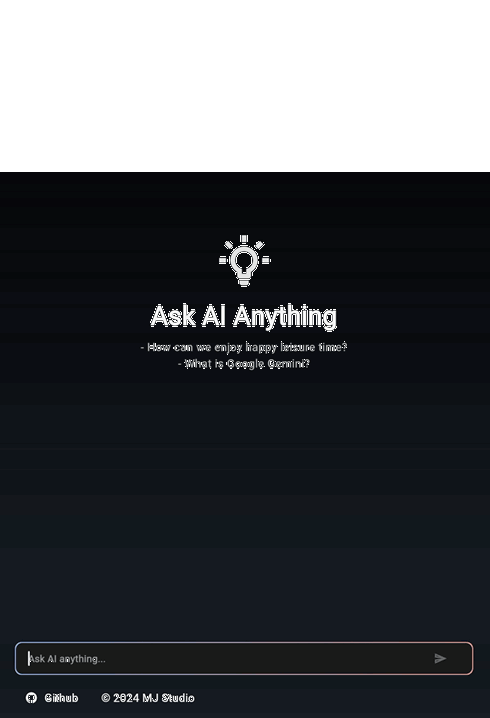 Ask AI Anything
- How can we enjoy happy leisure time?
- What is Google Gemini?
Ask AI anything...
Github © 2024 MJ Studio